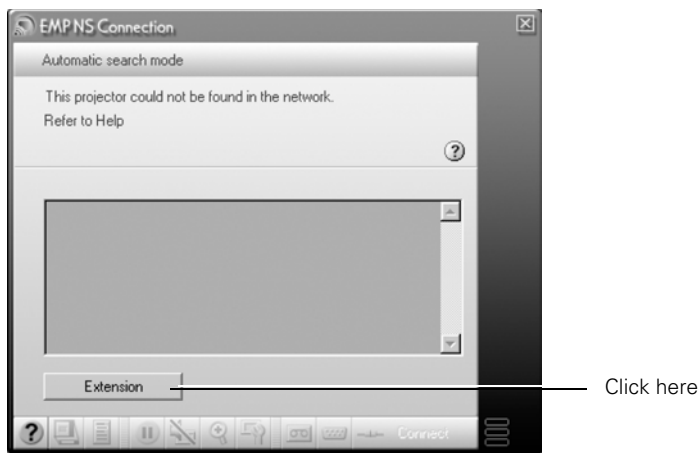 EMP NS Connection
Automatic search mode
This projector could not be found in the network.
Refer to Help
?
Extension
Click here
?
Connect